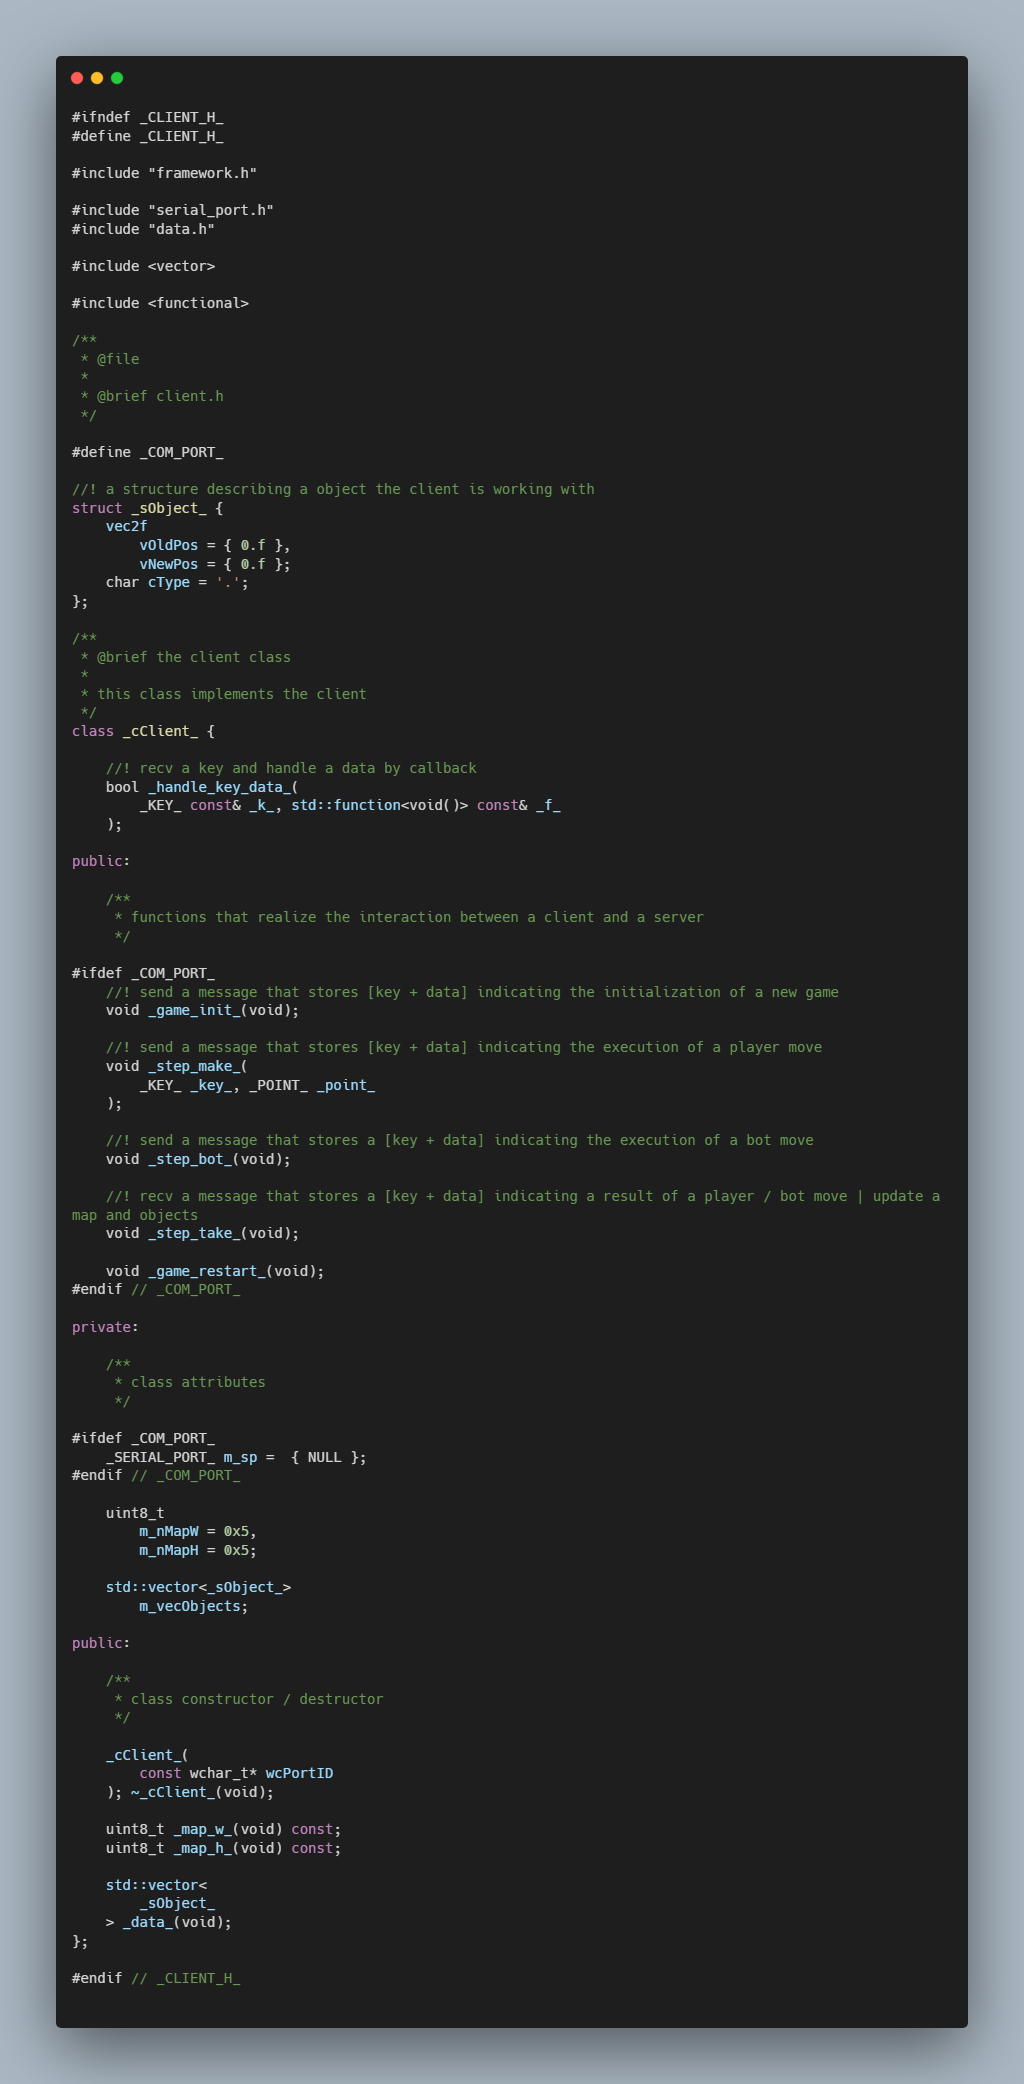 #ifndef _CLIENT_H_
#define _CLIENT_H_
#include "framework.h"
#include "serial_port.h"
#include "data.h"
#include <vector>
#include <functional>
/**
 * @file
 *
 * @brief client.h
 */
#define _COM_PORT_
//! a structure describing a object the client is working with
struct _sObject_ {
    vec2f
        vOldPos = { 0.f },
        vNewPos = { 0.f };
    char cType = '.';
};
/**
 * @brief the client class
 *
 * this class implements the client
 */
class _cClient_ {
    //! recv a key and handle a data by callback
    bool _handle_key_data_(
        _KEY_ const& _k_, std::function<void()> const& _f_
    );
public:
    /**
     * functions that realize the interaction between a client and a server
     */
#ifdef _COM_PORT_
    //! send a message that stores [key + data] indicating the initialization of a new game
    void _game_init_(void);
    //! send a message that stores [key + data] indicating the execution of a player move
    void _step_make_(
        _KEY_ _key_, _POINT_ _point_
    );
    //! send a message that stores a [key + data] indicating the execution of a bot move
    void _step_bot_(void);
    //! recv a message that stores a [key + data] indicating a result of a player / bot move | update a
map and objects
    void _step_take_(void);
    void _game_restart_(void);
#endif // _COM_PORT_
private:
    /**
     * class attributes
     */
#ifdef _COM_PORT_
    _SERIAL_PORT_ m_sp =  { NULL };
#endif // _COM_PORT_
    uint8_t
        m_nMapW = 0x5,
        m_nMapH = 0x5;
    std::vector<_sObject_>
        m_vecObjects;
public:
    /**
     * class constructor / destructor
     */
    _cClient_(
        const wchar_t* wcPortID
    ); ~_cClient_(void);
    uint8_t _map_w_(void) const;
    uint8_t _map_h_(void) const;
    std::vector<
        _sObject_
    > _data_(void);
};
#endif // _CLIENT_H_